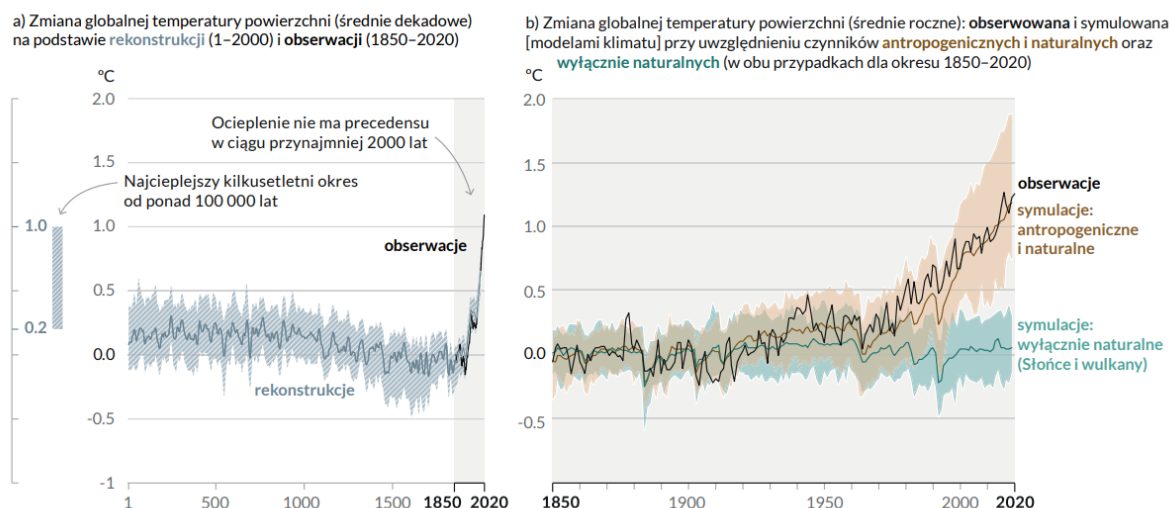 a) Zmiana globalnej temperatury powierzchni (średnie dekadowe)
na podstawie rekonstrukcji (1–2000) i obserwacji (1850–2020)
°C
2.0
1.5
1.0
0.5
0.0
-0.5
-1
1.0
0.2
Ocieplenie nie ma precedensu
w ciągu przynajmniej 2000 lat
Najcieplejszy kilkusetletni okres
od ponad 100 000 lat
obserwacje
rekonstrukcje
1 500 1000 1500 1850 2020
b) Zmiana globalnej temperatury powierzchni (średnie roczne): obserwowana i symulowana
[modelami klimatu] przy uwzględnieniu czynników antropogenicznych i naturalnych oraz
wyłącznie naturalnych (w obu przypadkach dla okresu 1850–2020)
°C
2.0
1.5
1.0
0.5
0.0
-0.5
obserwacje
symulacje:
antropogeniczne
i naturalne
symulacje:
wyłącznie naturalne
(Słońce i wulkany)
1850 1900 1950 2000 2020